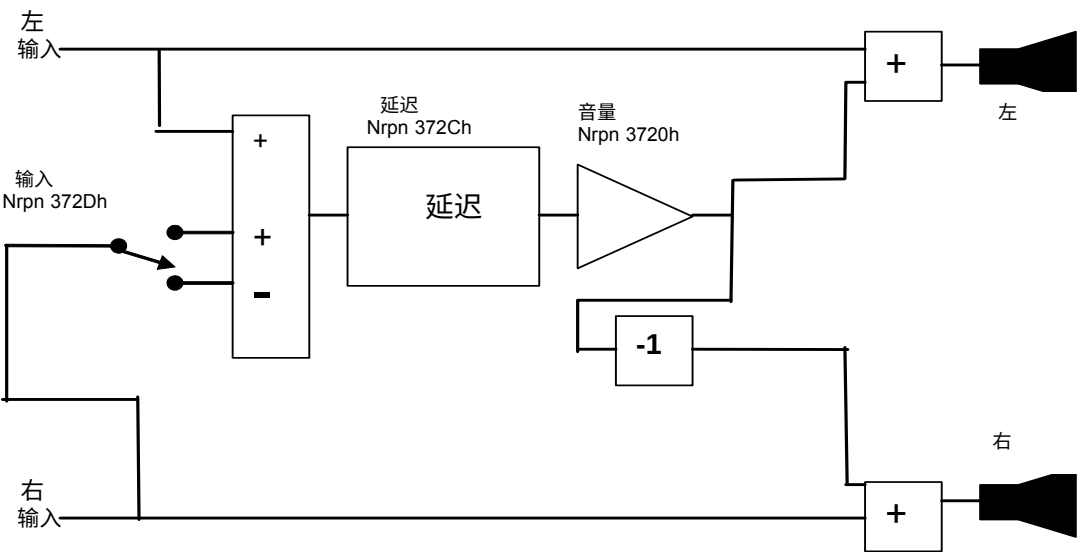 左
输入
延迟
Nrpn 372Ch
音量
Nrpn 3720h
+
左
+
输入
Nrpn 372Dh
延迟
+
-
-1
右
右
输入
+